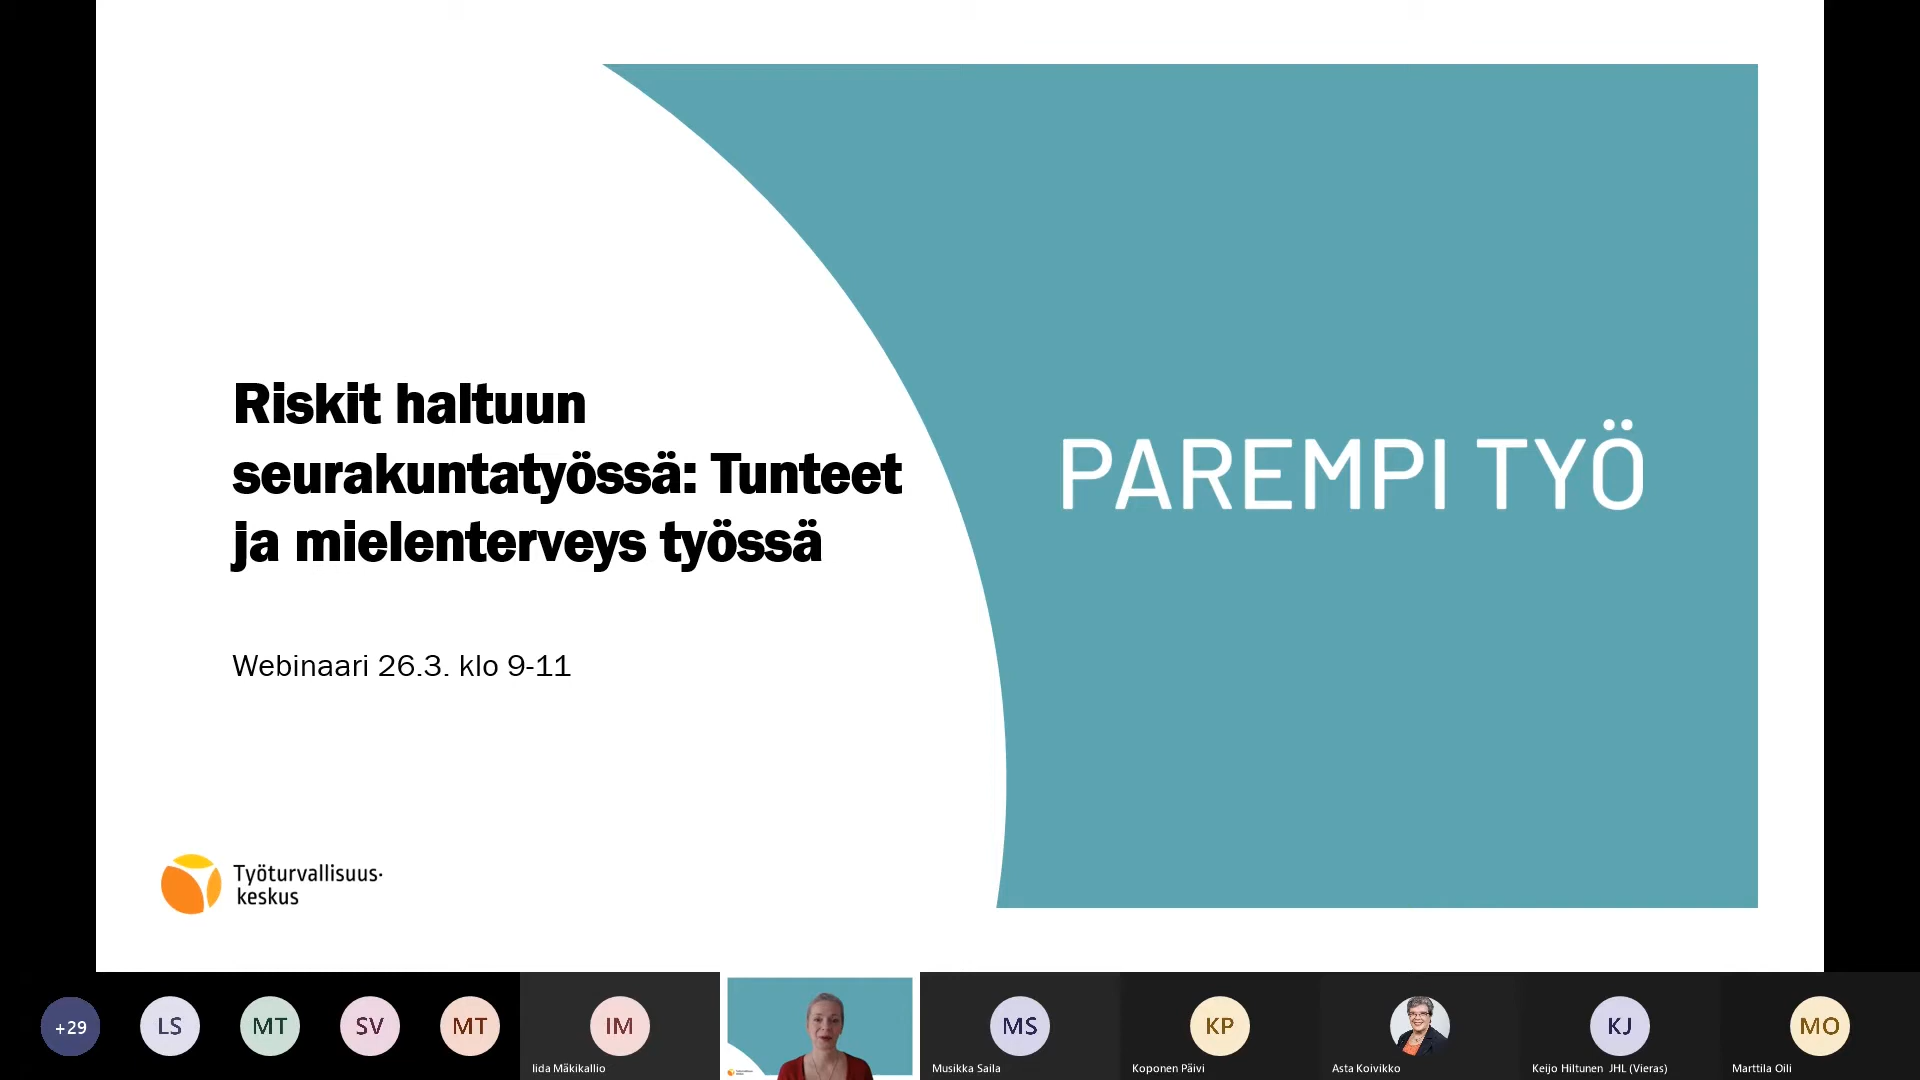 Riskit haltuun
seurakuntatyössä: Tunteet
ja mielenterveys työssä
Webinaari 26.3. klo 9-11
PAREMPI TYÖ
Työturvallisuus-
keskus
+29
LS
MT
SV
MT
IM
Iida Mäkikallio
MS
Musikka Saila
KP
Koponen Päivi
Asta Koivikko
KJ
Keijo Hiltunen JHL (Vieras)
MO
Marttila Oili